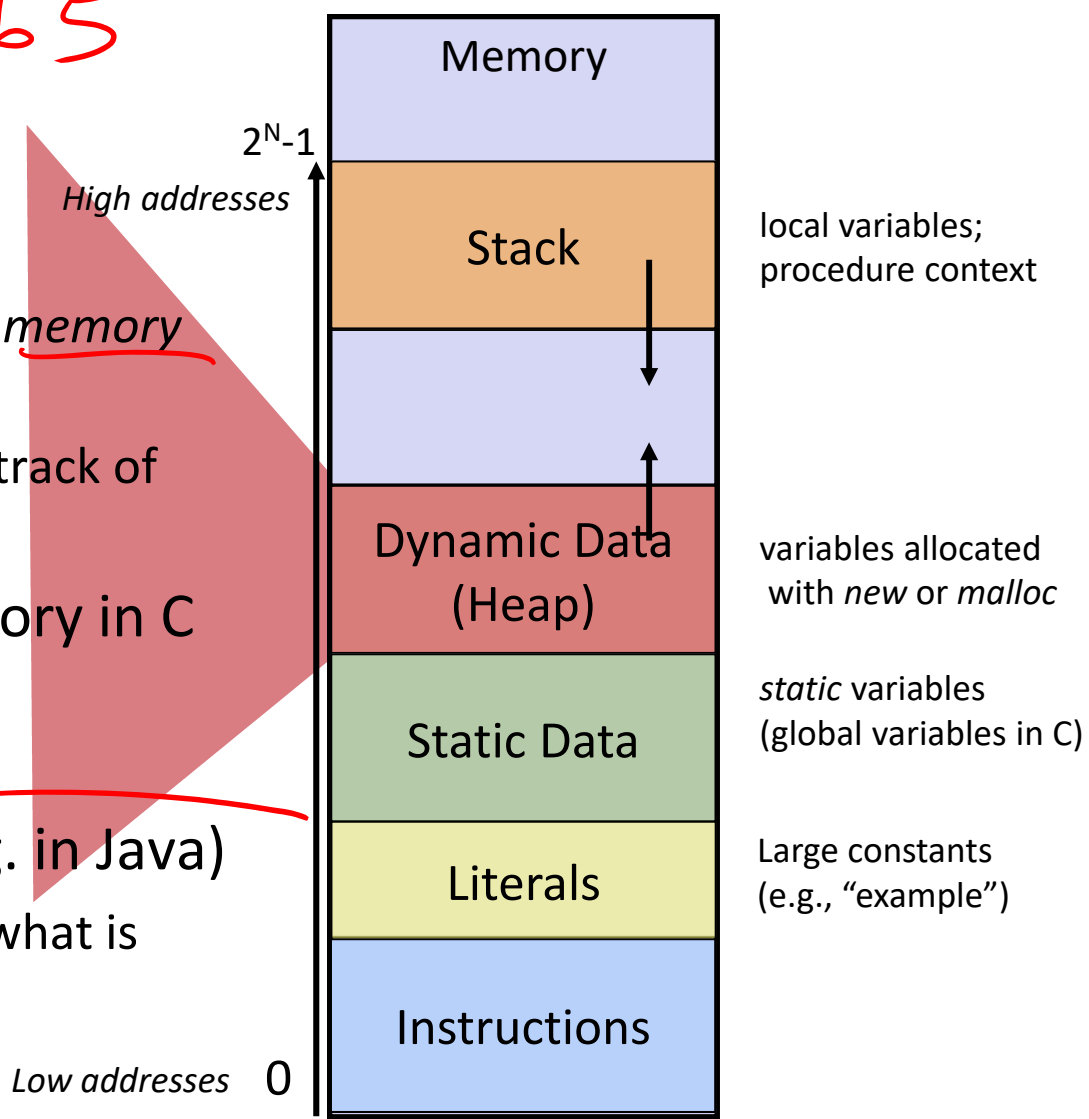 65
Memory
2^N-1
High addresses
Stack
local variables;
procedure context
memory
track of
Dynamic Data
(Heap)
variables allocated
with new or malloc
ory in C
static variables
(global variables in C)
Static Data
. in Java)
Large constants
(e.g., “example”)
Literals
what is
Instructions
Low addresses 0